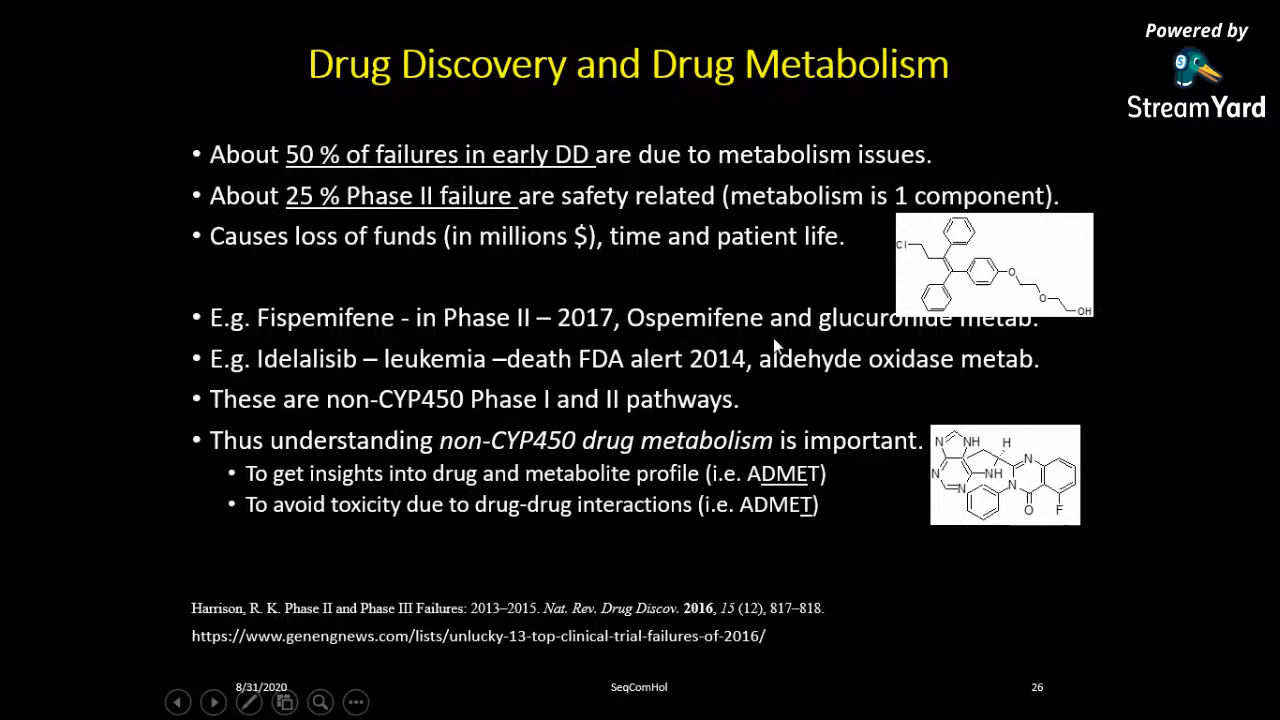 Powered by
StreamYard
Drug Discovery and Drug Metabolism
• About 50 % of failures in early DD are due to metabolism issues.
• About 25 % Phase II failure are safety related (metabolism is 1 component).
• Causes loss of funds (in millions $), time and patient life.
Cl
O
O
OH
• E.g. Fispemifene - in Phase II – 2017, Ospemifene and glucuronide metab.
• E.g. Idelalisib – leukemia –death FDA alert 2014, aldehyde oxidase metab.
• These are non-CYP450 Phase I and II pathways.
• Thus understanding non-CYP450 drug metabolism is important.
• To get insights into drug and metabolite profile (i.e. ADMET)
• To avoid toxicity due to drug-drug interactions (i.e. ADMET)
N NH H
N
N NH
N N
O F
Harrison, R. K. Phase II and Phase III Failures: 2013–2015. Nat. Rev. Drug Discov. 2016, 15 (12), 817–818.
https://www.genengnews.com/lists/unlucky-13-top-clinical-trial-failures-of-2016/
8/31/2020 SeqComHol 26